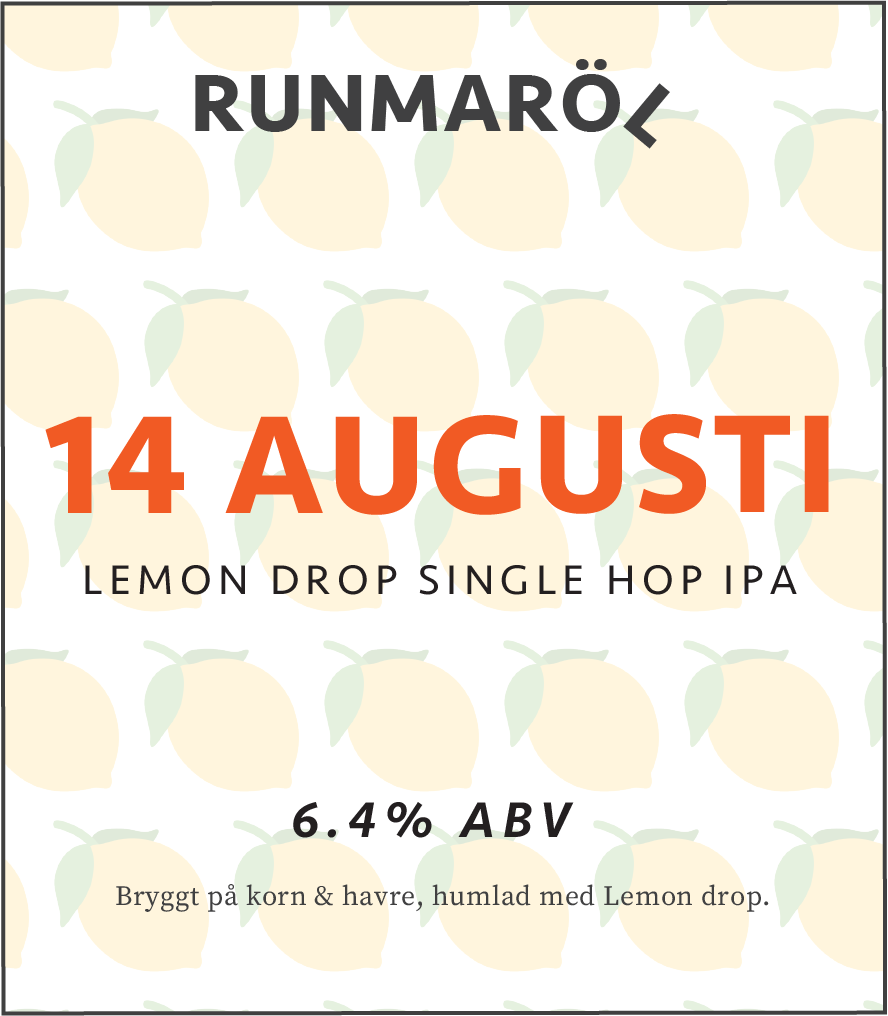 RUNMARÖL
14 AUGUSTI
LEMON DROP SINGLE HOP IPA
6.4% ABV
Bryggt på korn & havre, humlad med Lemon drop.